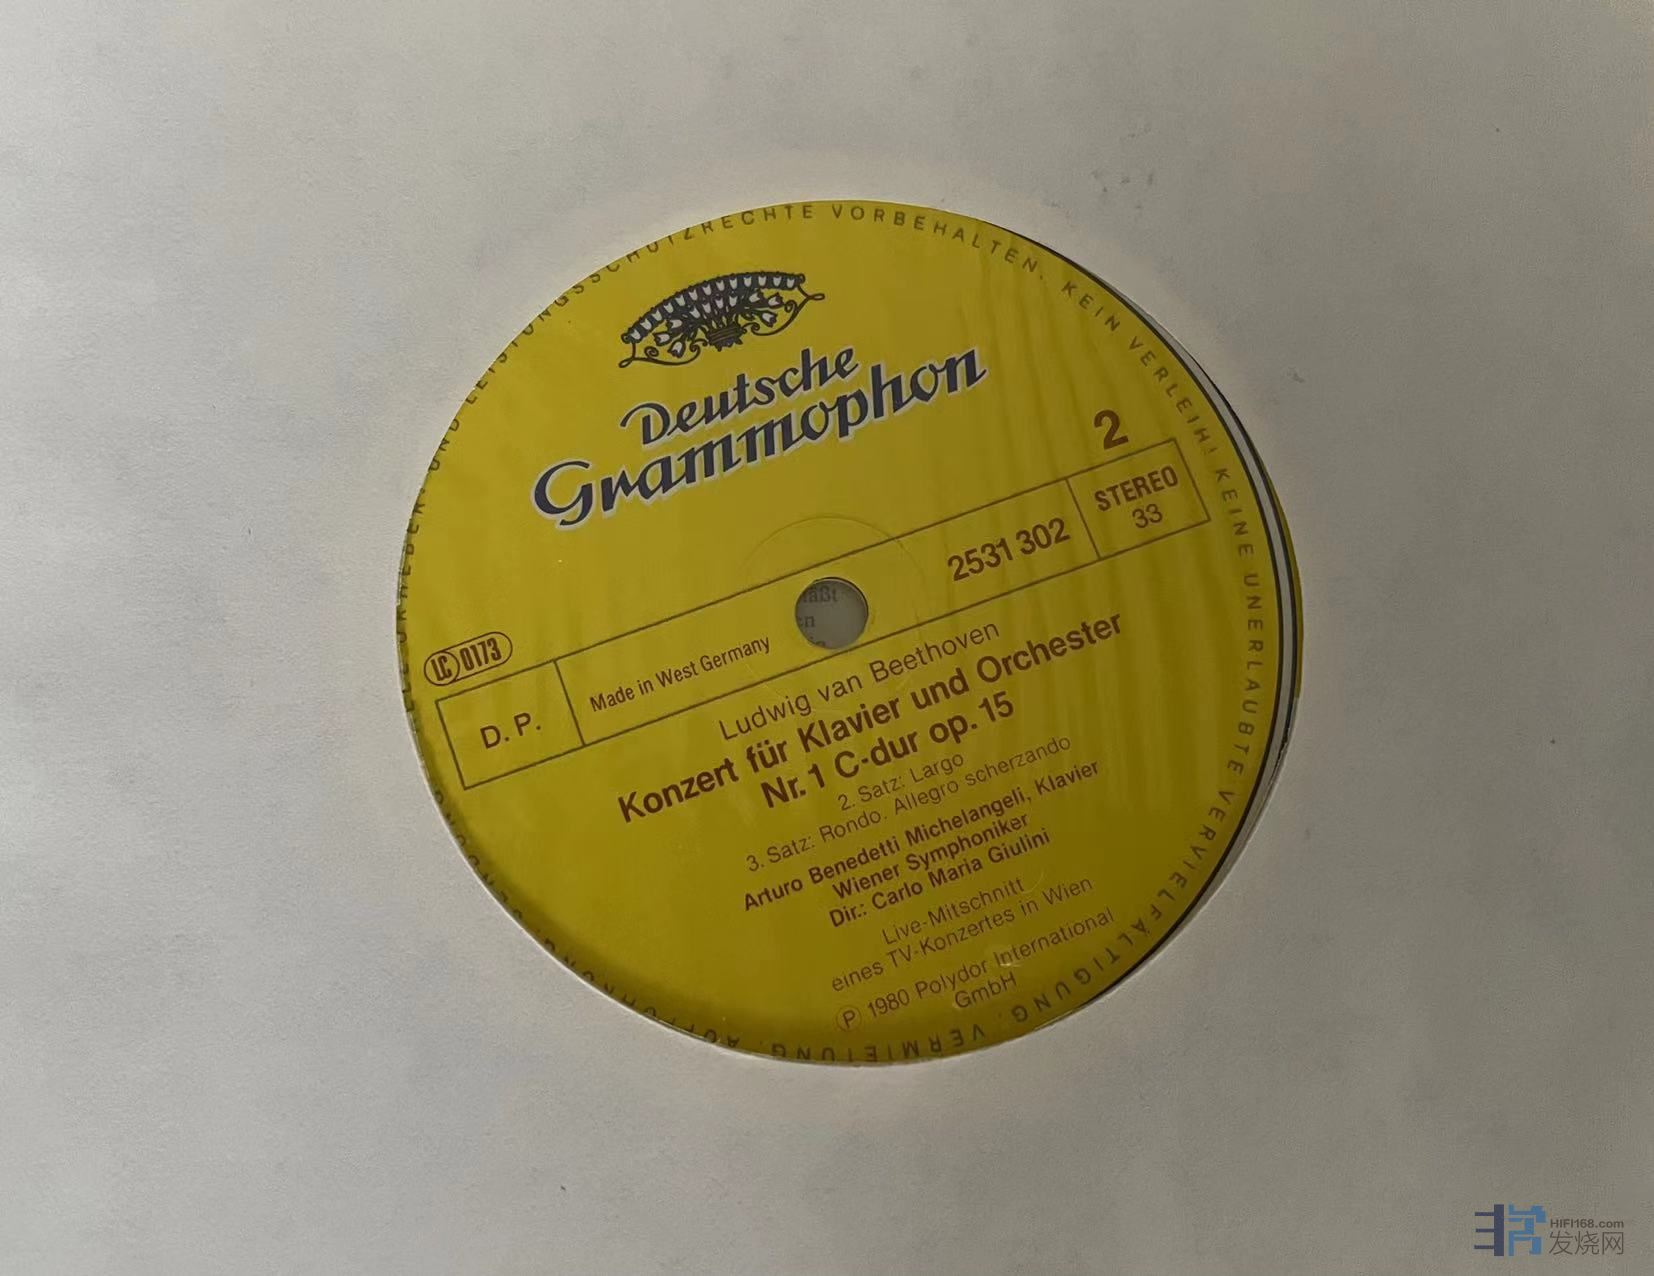 UND LEISTUNGSSCHUTZRECHTE VORBEHALTEN. KEIN VERLEIH! KEINE UNERLAUBTE VERVIELFÄLTIGUNG, VERMIETUNG,
Deutsche
Grammophon
2
STEREO
33
2531 302
Made in West Germany
LC 0173
D. P.
Ludwig van Beethoven
Konzert für Klavier und Orchester
Nr. 1 C-dur op. 15
2. Satz: Largo
3. Satz: Rondo. Allegro scherzando
Arturo Benedetti Michelangeli, Klavier
Wiener Symphoniker
Dir.: Carlo Maria Giulini
Live-Mitschnitt
eines TV-Konzertes in Wien
Ⓟ 1980 Polydor International
GmbH
HIFI168.com
发烧网